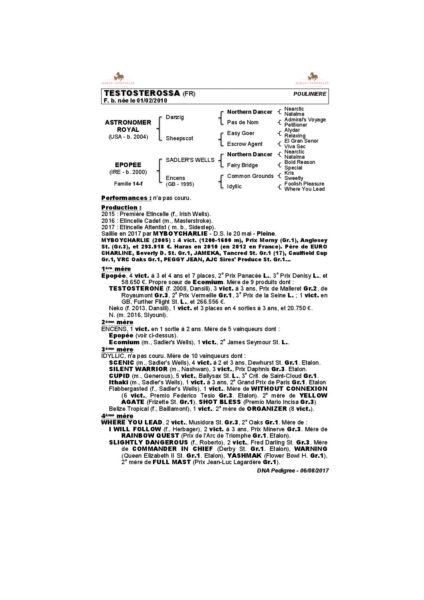 TESTOSTEROSSA (FR)
F. b. née le 01/02/2010
POULINIERE
ASTRONOMER ROYAL
(USA - b. 2004)
Danzig
Sheepscot
Northern Dancer
Pas de Nom
Easy Goer
Escrow Agent
Nearctic
Natalma
Admiral's Voyage
Petitioner
Alydar
Relaxing
El Gran Senor
Viva Sec
EPOPEE
(IRE - b. 2000)
Famille 14-f
SADLER'S WELLS
Encens
(GB - 1995)
Northern Dancer
Fairy Bridge
Common Grounds
Idyllic
Nearctic
Natalma
Bold Reason
Special
Kris
Sweetly
Foolish Pleasure
Where You Lead
Performances : n'a pas couru.
Production :
2015 : Première Elincelle (f., Irish Wells).
2016 : Elincelle Cadet (m., Masterstroke).
2017 : Elincelle Attentist ( m. b., Sidestep).
Saillie en 2017 par MYBOYCHARLIE - D.S. le 20 mai - Pleine.
MYBOYCHARLIE (2005) : 4 vict. (1200-1600 m), Prix Morny (Gr.1), Anglesey
St. (Gr.3), et 293.918 €. Haras en 2010 (en 2012 en France). Père de EURO
CHARLINE, Beverly D. St. Gr.1, JAMEKA, Tancred St. Gr.1 (17), Caulfield Cup
Gr.1, VRC Oaks Gr.1, PEGGY JEAN, AJC Sires' Produce St. Gr.1...
1ère mère
Epopée, 4 vict. à 3 et 4 ans et 7 places, 2e Prix Panacée L., 3e Prix Denisy L., et
58.650 €. Propre sœur de Ecomium. Mère de 9 produits dont :
TESTOSTERONE (f. 2008, Dansili), 3 vict. à 3 ans, Prix de Malleret Gr.2, de
Royaumont Gr.3, 2e Prix Vermeille Gr.1, 3e Prix de la Seine L. ; 1 vict. en
GB, Further Flight St. L., et 266.556 €.
Neko (f. 2013, Dansili), 1 vict. et 3 places en 4 sorties à 3 ans, et 20.750 €.
N. (m. 2016, Siyouni).
2ème mère
ENCENS, 1 vict. en 1 sortie à 2 ans. Mère de 5 vainqueurs dont :
Epopée (voir ci-dessus).
Ecomium (m., Sadler's Wells), 1 vict., 2e James Seymour St. L..
3ème mère
IDYLLIC, n'a pas couru. Mère de 10 vainqueurs dont :
SCENIC (m., Sadler's Wells), 4 vict. à 2 et 3 ans, Dewhurst St. Gr.1. Etalon.
SILENT WARRIOR (m., Nashwan), 3 vict., Prix Daphnis Gr.3. Etalon.
CUPID (m., Generous), 5 vict., Ballysax St. L., 3e Crit. de Saint-Cloud Gr.1.
Ithaki (m., Sadler's Wells), 1 vict. à 3 ans, 2e Grand Prix de Paris Gr.1. Etalon
Flabbergasted (f., Sadler's Wells), 1 vict.. Mère de WITHOUT CONNEXION
(6 vict., Premio Federico Tesio Gr.3. Etalon). 2e mère de YELLOW
AGATE (Frizette St. Gr.1), SHOT BLESS (Premio Mario Incisa Gr.3)
Belize Tropical (f., Baillamont), 1 vict.. 2e mère de ORGANIZER (8 vict.).
4ème mère
WHERE YOU LEAD, 2 vict., Musidora St. Gr.3, 2e Oaks Gr.1. Mère de :
I WILL FOLLOW (f., Herbager), 2 vict. à 3 ans, Prix Minerve Gr.3. Mère de
RAINBOW QUEST (Prix de l'Arc de Triomphe Gr.1. Etalon).
SLIGHTLY DANGEROUS (f., Roberto), 2 vict., Fred Darling St. Gr.3. Mère
de COMMANDER IN CHIEF (Derby St. Gr.1. Etalon), WARNING
(Queen Elizabeth II St. Gr.1. Etalon), YASHMAK (Flower Bowl H. Gr.1),
2e mère de FULL MAST (Prix Jean-Luc Lagardère Gr.1).
DNA Pedigree - 06/08/2017